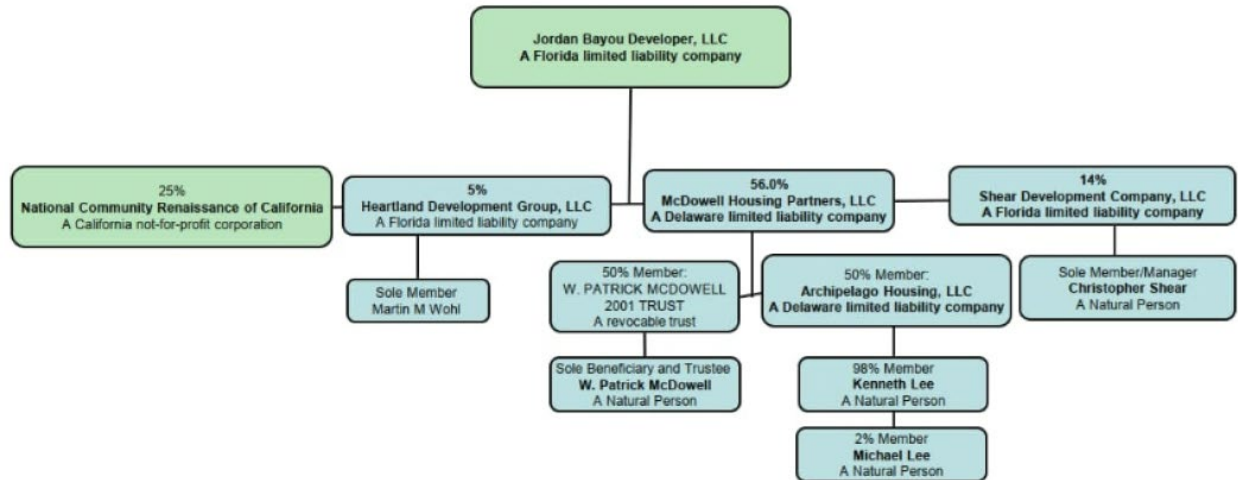 Jordan Bayou Developer, LLC
A Florida limited liability company
25%
National Community Renaissance of California
A California not-for-profit corporation
5%
Heartland Development Group, LLC
A Florida limited liability company
56.0%
McDowell Housing Partners, LLC
A Delaware limited liability company
14%
Shear Development Company, LLC
A Florida limited liability company
Sole Member
Martin M Wohl
50% Member:
W. PATRICK MCDOWELL
2001 TRUST
A revocable trust
50% Member:
Archipelago Housing, LLC
A Delaware limited liability company
Sole Member/Manager
Christopher Shear
A Natural Person
Sole Beneficiary and Trustee
W. Patrick McDowell
A Natural Person
98% Member
Kenneth Lee
A Natural Person
2% Member
Michael Lee
A Natural Person